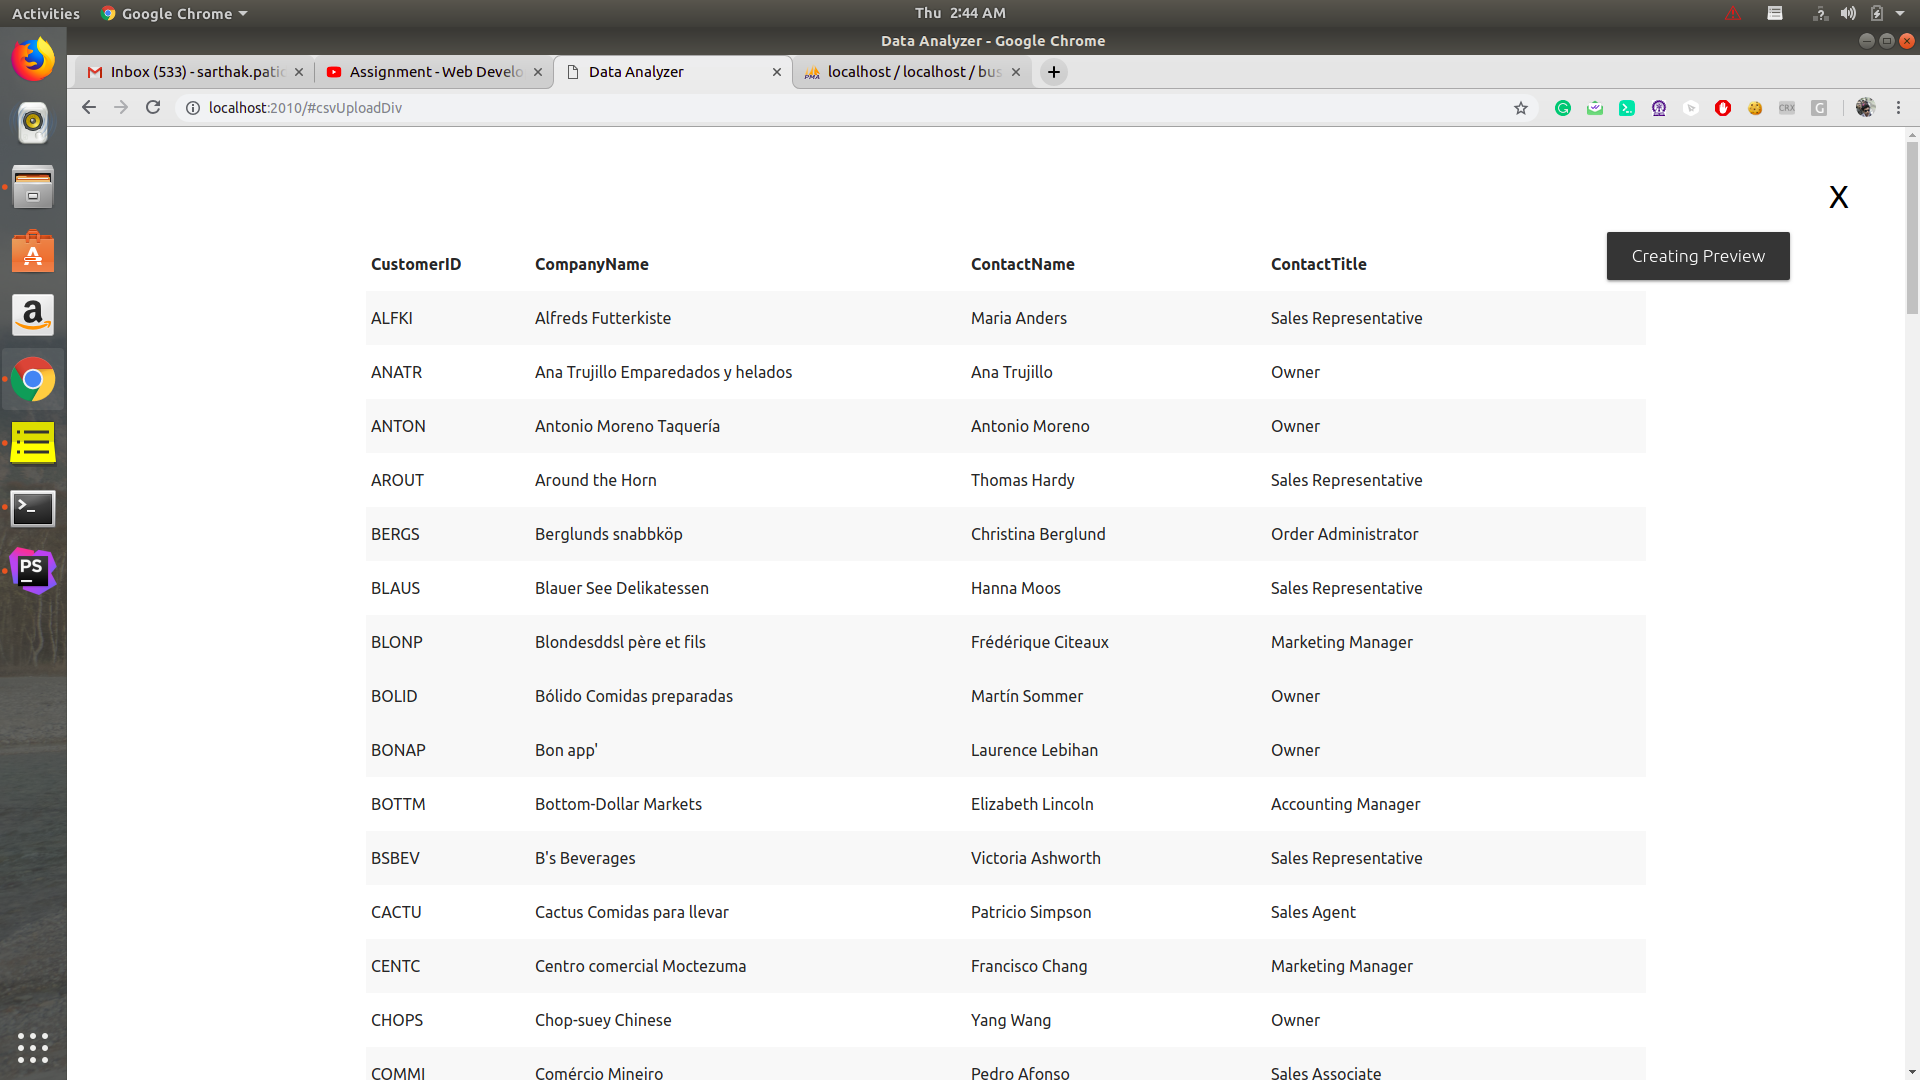 Activities Google Chrome Thu 2:44 AM
Data Analyzer - Google Chrome
Inbox (533) - sarthak.patid Assignment - Web Develo Data Analyzer localhost / localhost / bus
localhost:2010/#csvUploadDiv
X
Creating Preview
CustomerID CompanyName ContactName ContactTitle
ALFKI Alfreds Futterkiste Maria Anders Sales Representative
ANATR Ana Trujillo Emparedados y helados Ana Trujillo Owner
ANTON Antonio Moreno Taquería Antonio Moreno Owner
AROUT Around the Horn Thomas Hardy Sales Representative
BERGS Berglunds snabbköp Christina Berglund Order Administrator
BLAUS Blauer See Delikatessen Hanna Moos Sales Representative
BLONP Blondesddsl père et fils Frédérique Citeaux Marketing Manager
BOLID Bólido Comidas preparadas Martín Sommer Owner
BONAP Bon app' Laurence Lebihan Owner
BOTTM Bottom-Dollar Markets Elizabeth Lincoln Accounting Manager
BSBEV B's Beverages Victoria Ashworth Sales Representative
CACTU Cactus Comidas para llevar Patricio Simpson Sales Agent
CENTC Centro comercial Moctezuma Francisco Chang Marketing Manager
CHOPS Chop-suey Chinese Yang Wang Owner
COMMI Comércio Mineiro Pedro Afonso Sales Associate